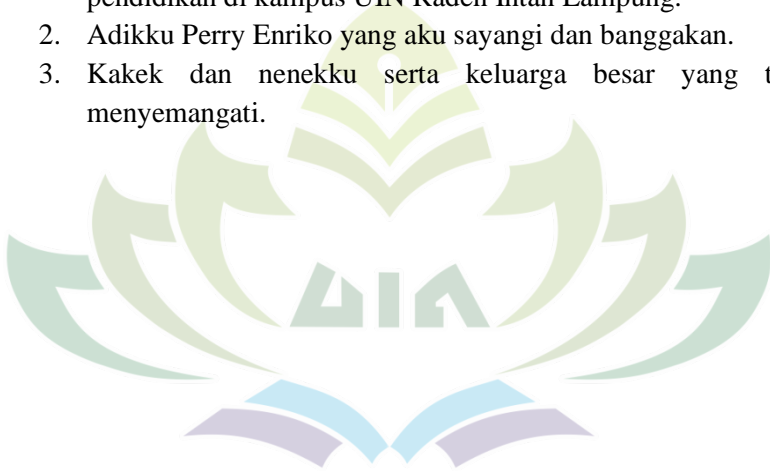 pendidikan di kampus UIN Raden Intan Lampung.
2. Adikku Perry Enriko yang aku sayangi dan banggakan.
3. Kakek dan nenekku serta keluarga besar yang
menyemangati.
UIN